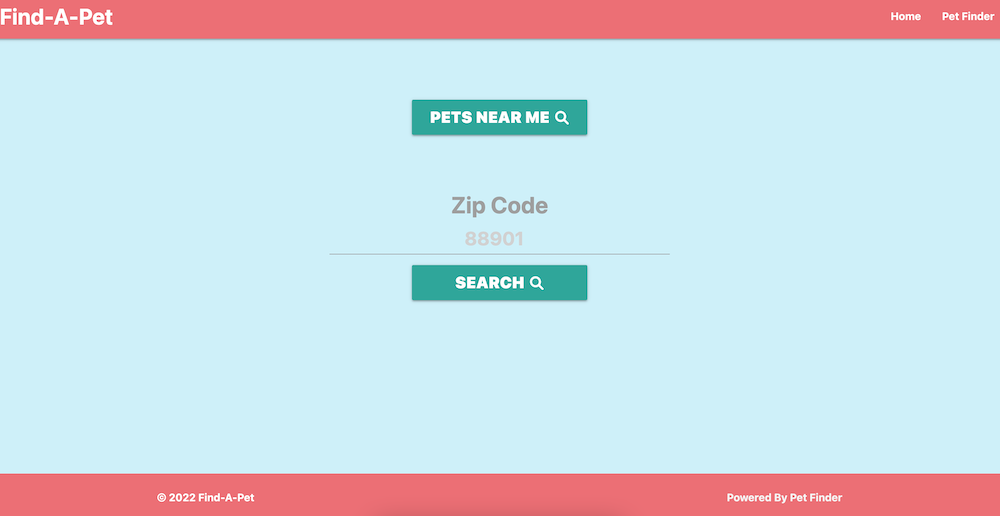 Find-A-Pet
Home Pet Finder
PETS NEAR ME
Zip Code
88901
SEARCH
© 2022 Find-A-Pet
Powered By Pet Finder